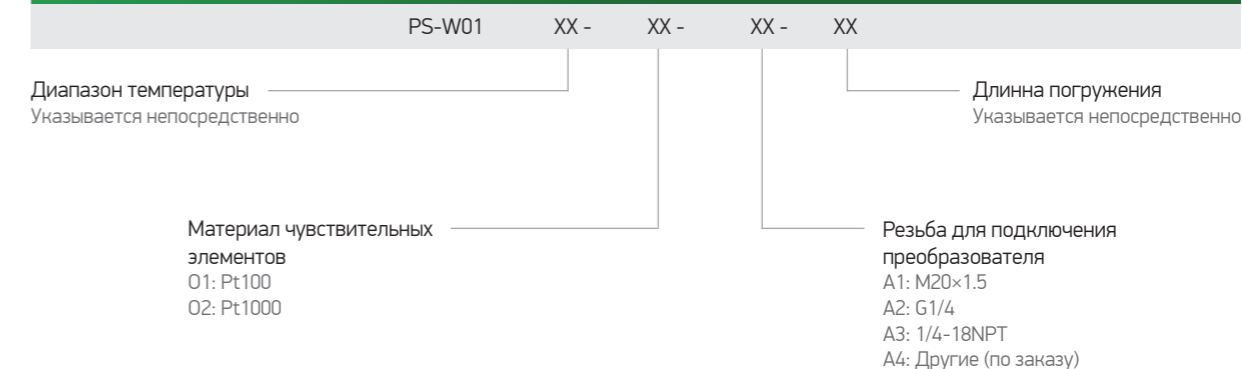 PS-W01 XX - XX - XX - XX
Диапазон температуры
Указывается непосредственно
Длинна погружения
Указывается непосредственно
Материал чувствительных
элементов
O1: Pt100
O2: Pt1000
Резьба для подключения
преобразователя
A1: M20×1.5
A2: G1/4
A3: 1/4-18NPT
A4: Другие (по заказу)